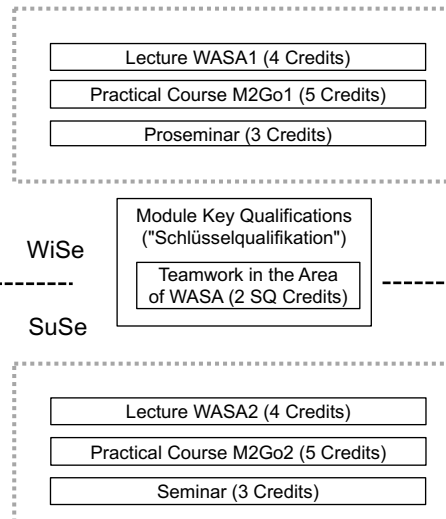 Lecture WASA1 (4 Credits)
Practical Course M2Go1 (5 Credits)
Proseminar (3 Credits)
WiSe
Module Key Qualifications
("Schlüsselqualifikation")
Teamwork in the Area
of WASA (2 SQ Credits)
SuSe
Lecture WASA2 (4 Credits)
Practical Course M2Go2 (5 Credits)
Seminar (3 Credits)